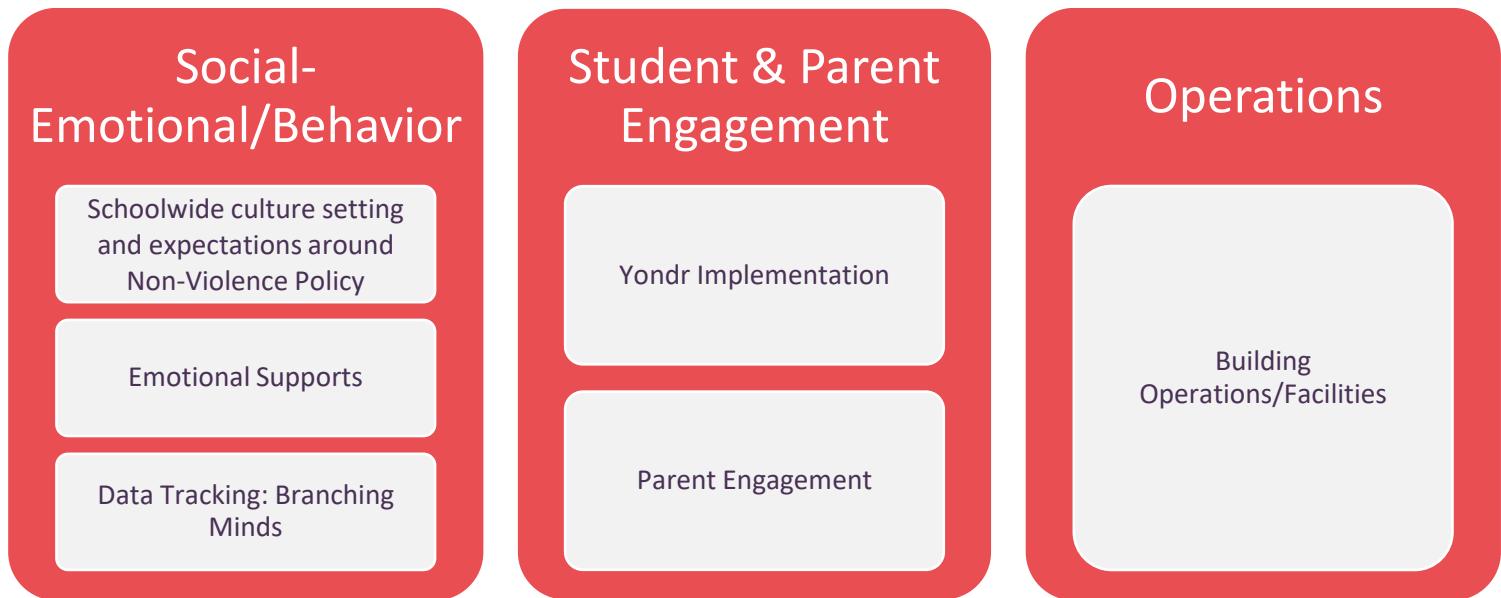 Social-
Emotional/Behavior
Schoolwide culture setting
and expectations around
Non-Violence Policy
Emotional Supports
Data Tracking: Branching
Minds
Student & Parent
Engagement
Yondr Implementation
Parent Engagement
Operations
Building
Operations/Facilities